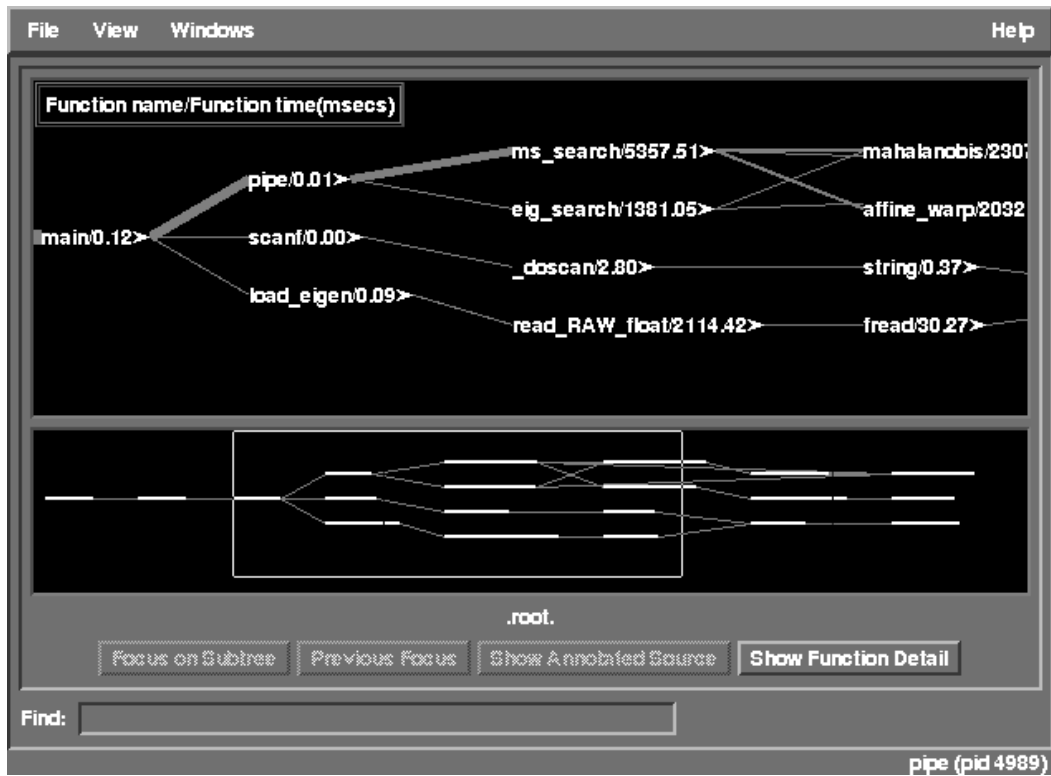 File View Windows Help
Function name/Function time(msecs)
ms_search/5357.51> mahalanobis/2307
pipe/0.01>
eig_search/1381.05> affine_warp/2032
main/0.12> scanf/0.00>
_doscan/2.80> string/0.37>
load_eigen/0.09>
read_RAW_float/2114.42> fread/30.27>
.root.
Focus on Subtree Previous Focus Show Annotated Source Show Function Detail
Find:
pipe (pid 4989)